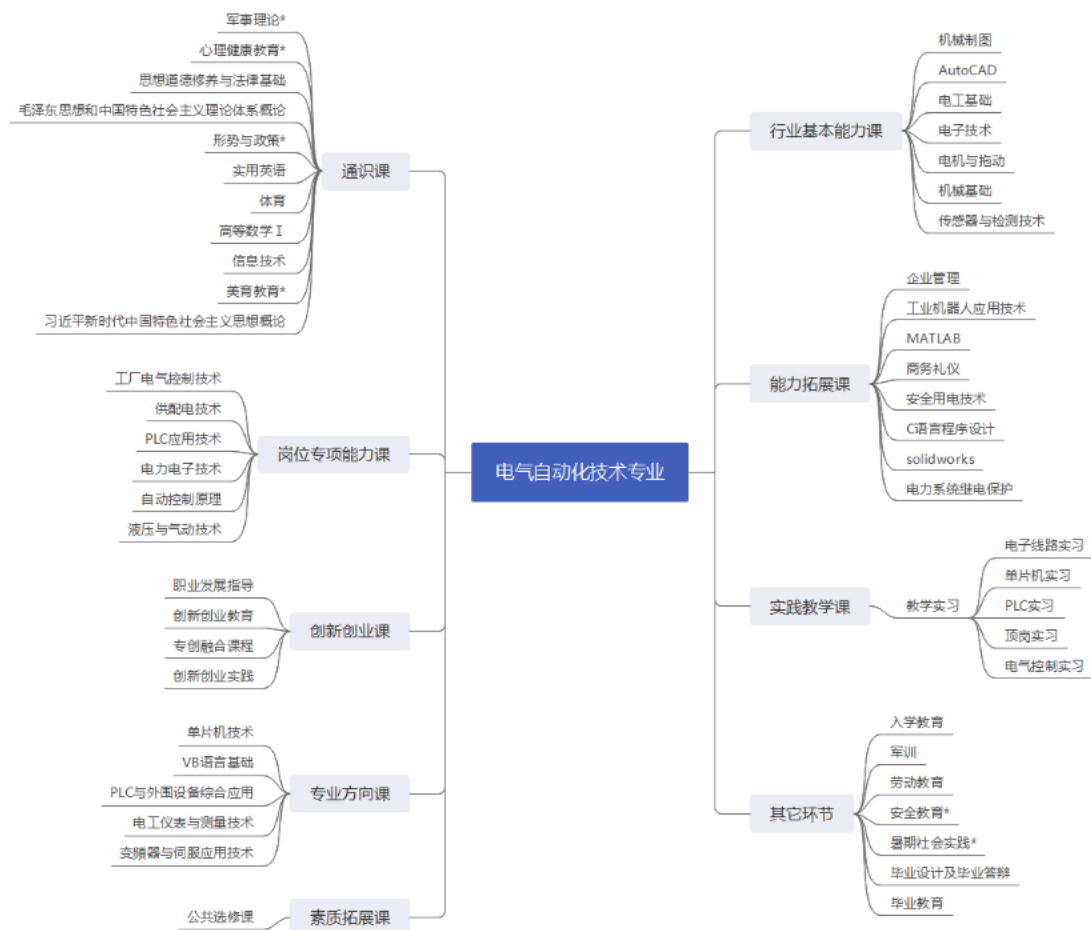 电气自动化技术专业
通识课
军事理论*
心理健康教育*
思想道德修养与法律基础
毛泽东思想和中国特色社会主义理论体系概论
形势与政策*
实用英语
体育
高等数学Ⅰ
信息技术
美育教育*
习近平新时代中国特色社会主义思想概论
岗位专项能力课
工厂电气控制技术
供配电技术
PLC应用技术
电力电子技术
自动控制原理
液压与气动技术
创新创业课
职业发展指导
创新创业教育
专创融合课程
创新创业实践
专业方向课
单片机技术
VB语言基础
PLC与外围设备综合应用
电工仪表与测量技术
变频器与伺服应用技术
素质拓展课
公共选修课
行业基本能力课
机械制图
AutoCAD
电工基础
电子技术
电机与拖动
机械基础
传感器与检测技术
能力拓展课
企业管理
工业机器人应用技术
MATLAB
商务礼仪
安全用电技术
C语言程序设计
solidworks
电力系统继电保护
实践教学课
教学实习
电子线路实习
单片机实习
PLC实习
顶岗实习
电气控制实习
其它环节
入学教育
军训
劳动教育
安全教育*
暑期社会实践*
毕业设计及毕业答辩
毕业教育